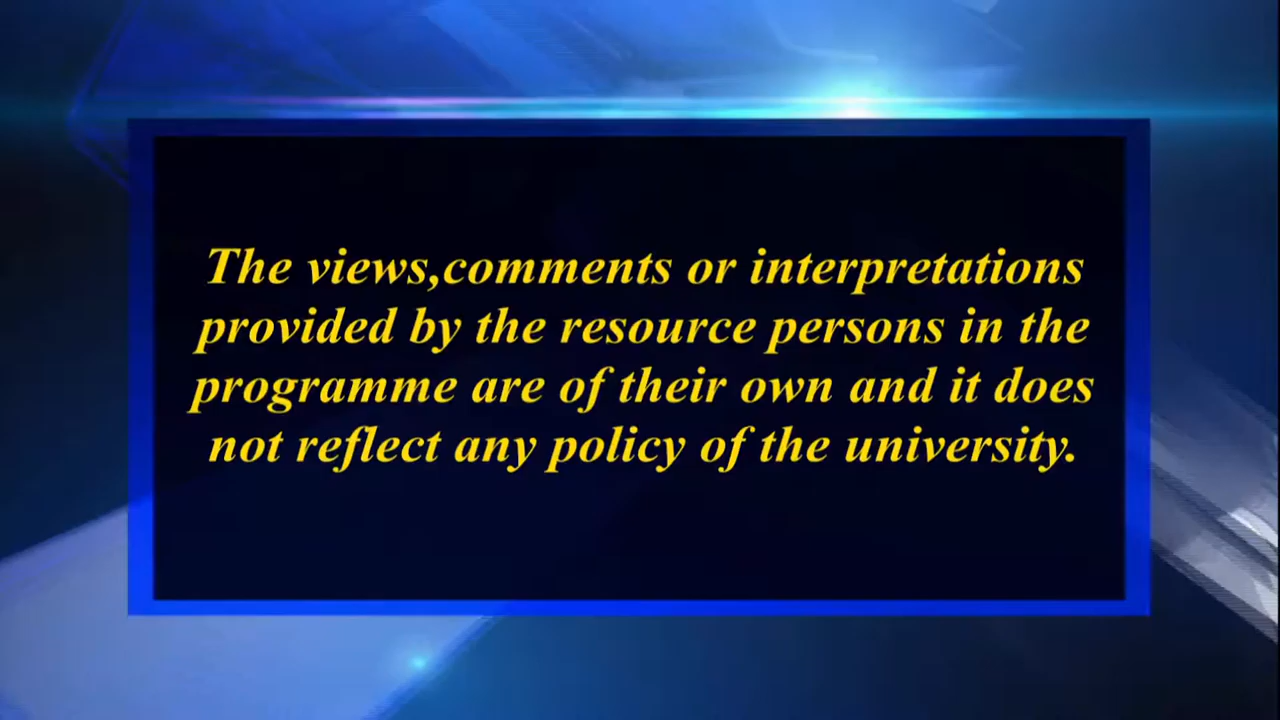 The views,comments or interpretations
provided by the resource persons in the
programme are of their own and it does
not reflect any policy of the university.